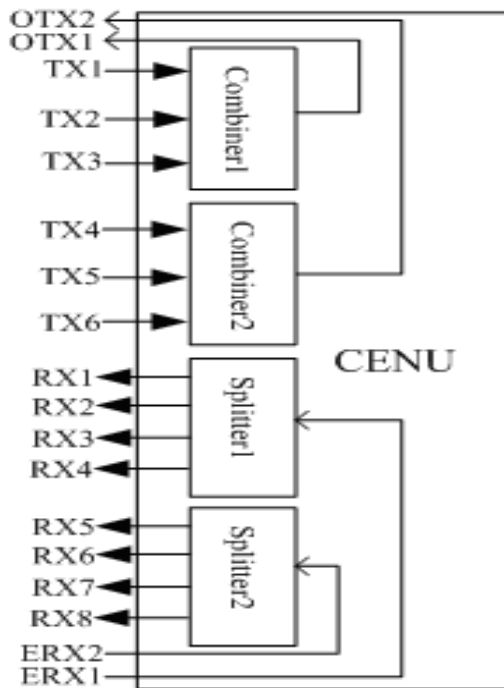 OTX2
OTX1
TX1
TX2
TX3
Combiner1
TX4
TX5
TX6
Combiner2
CENU
RX1
RX2
RX3
RX4
Splitter1
RX5
RX6
RX7
RX8
Splitter2
ERX2
ERX1